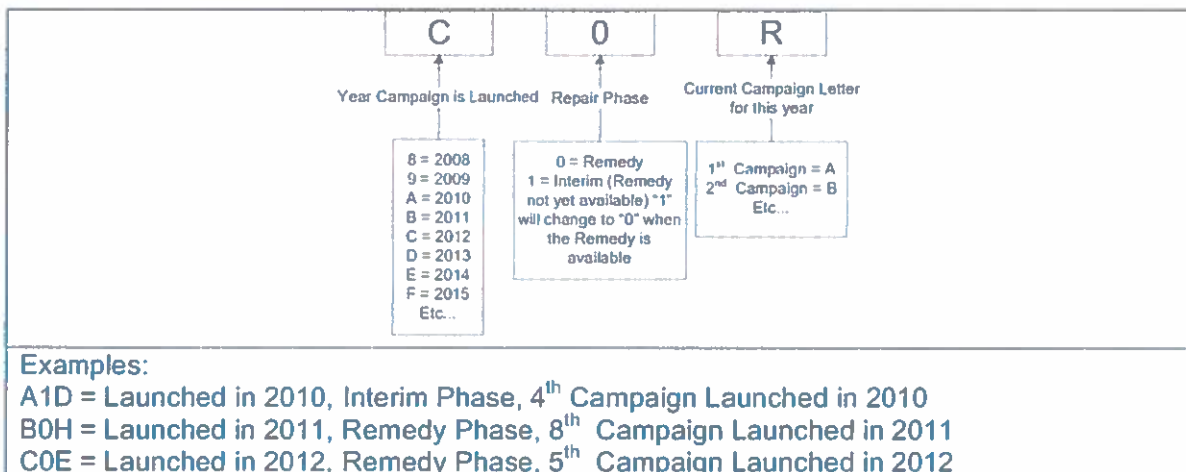 C 0 R
Year Campaign is Launched
Repair Phase
Current Campaign Letter
for this year
8 = 2008
9 = 2009
A = 2010
B = 2011
C = 2012
D = 2013
E = 2014
F = 2015
Etc...
0 = Remedy
1 = Interim (Remedy
not yet available) "1"
will change to "0" when
the Remedy is
available
1st Campaign = A
2nd Campaign = B
Etc...
Examples:
A1D = Launched in 2010, Interim Phase, 4th Campaign Launched in 2010
B0H = Launched in 2011, Remedy Phase, 8th Campaign Launched in 2011
C0E = Launched in 2012, Remedy Phase, 5th Campaign Launched in 2012